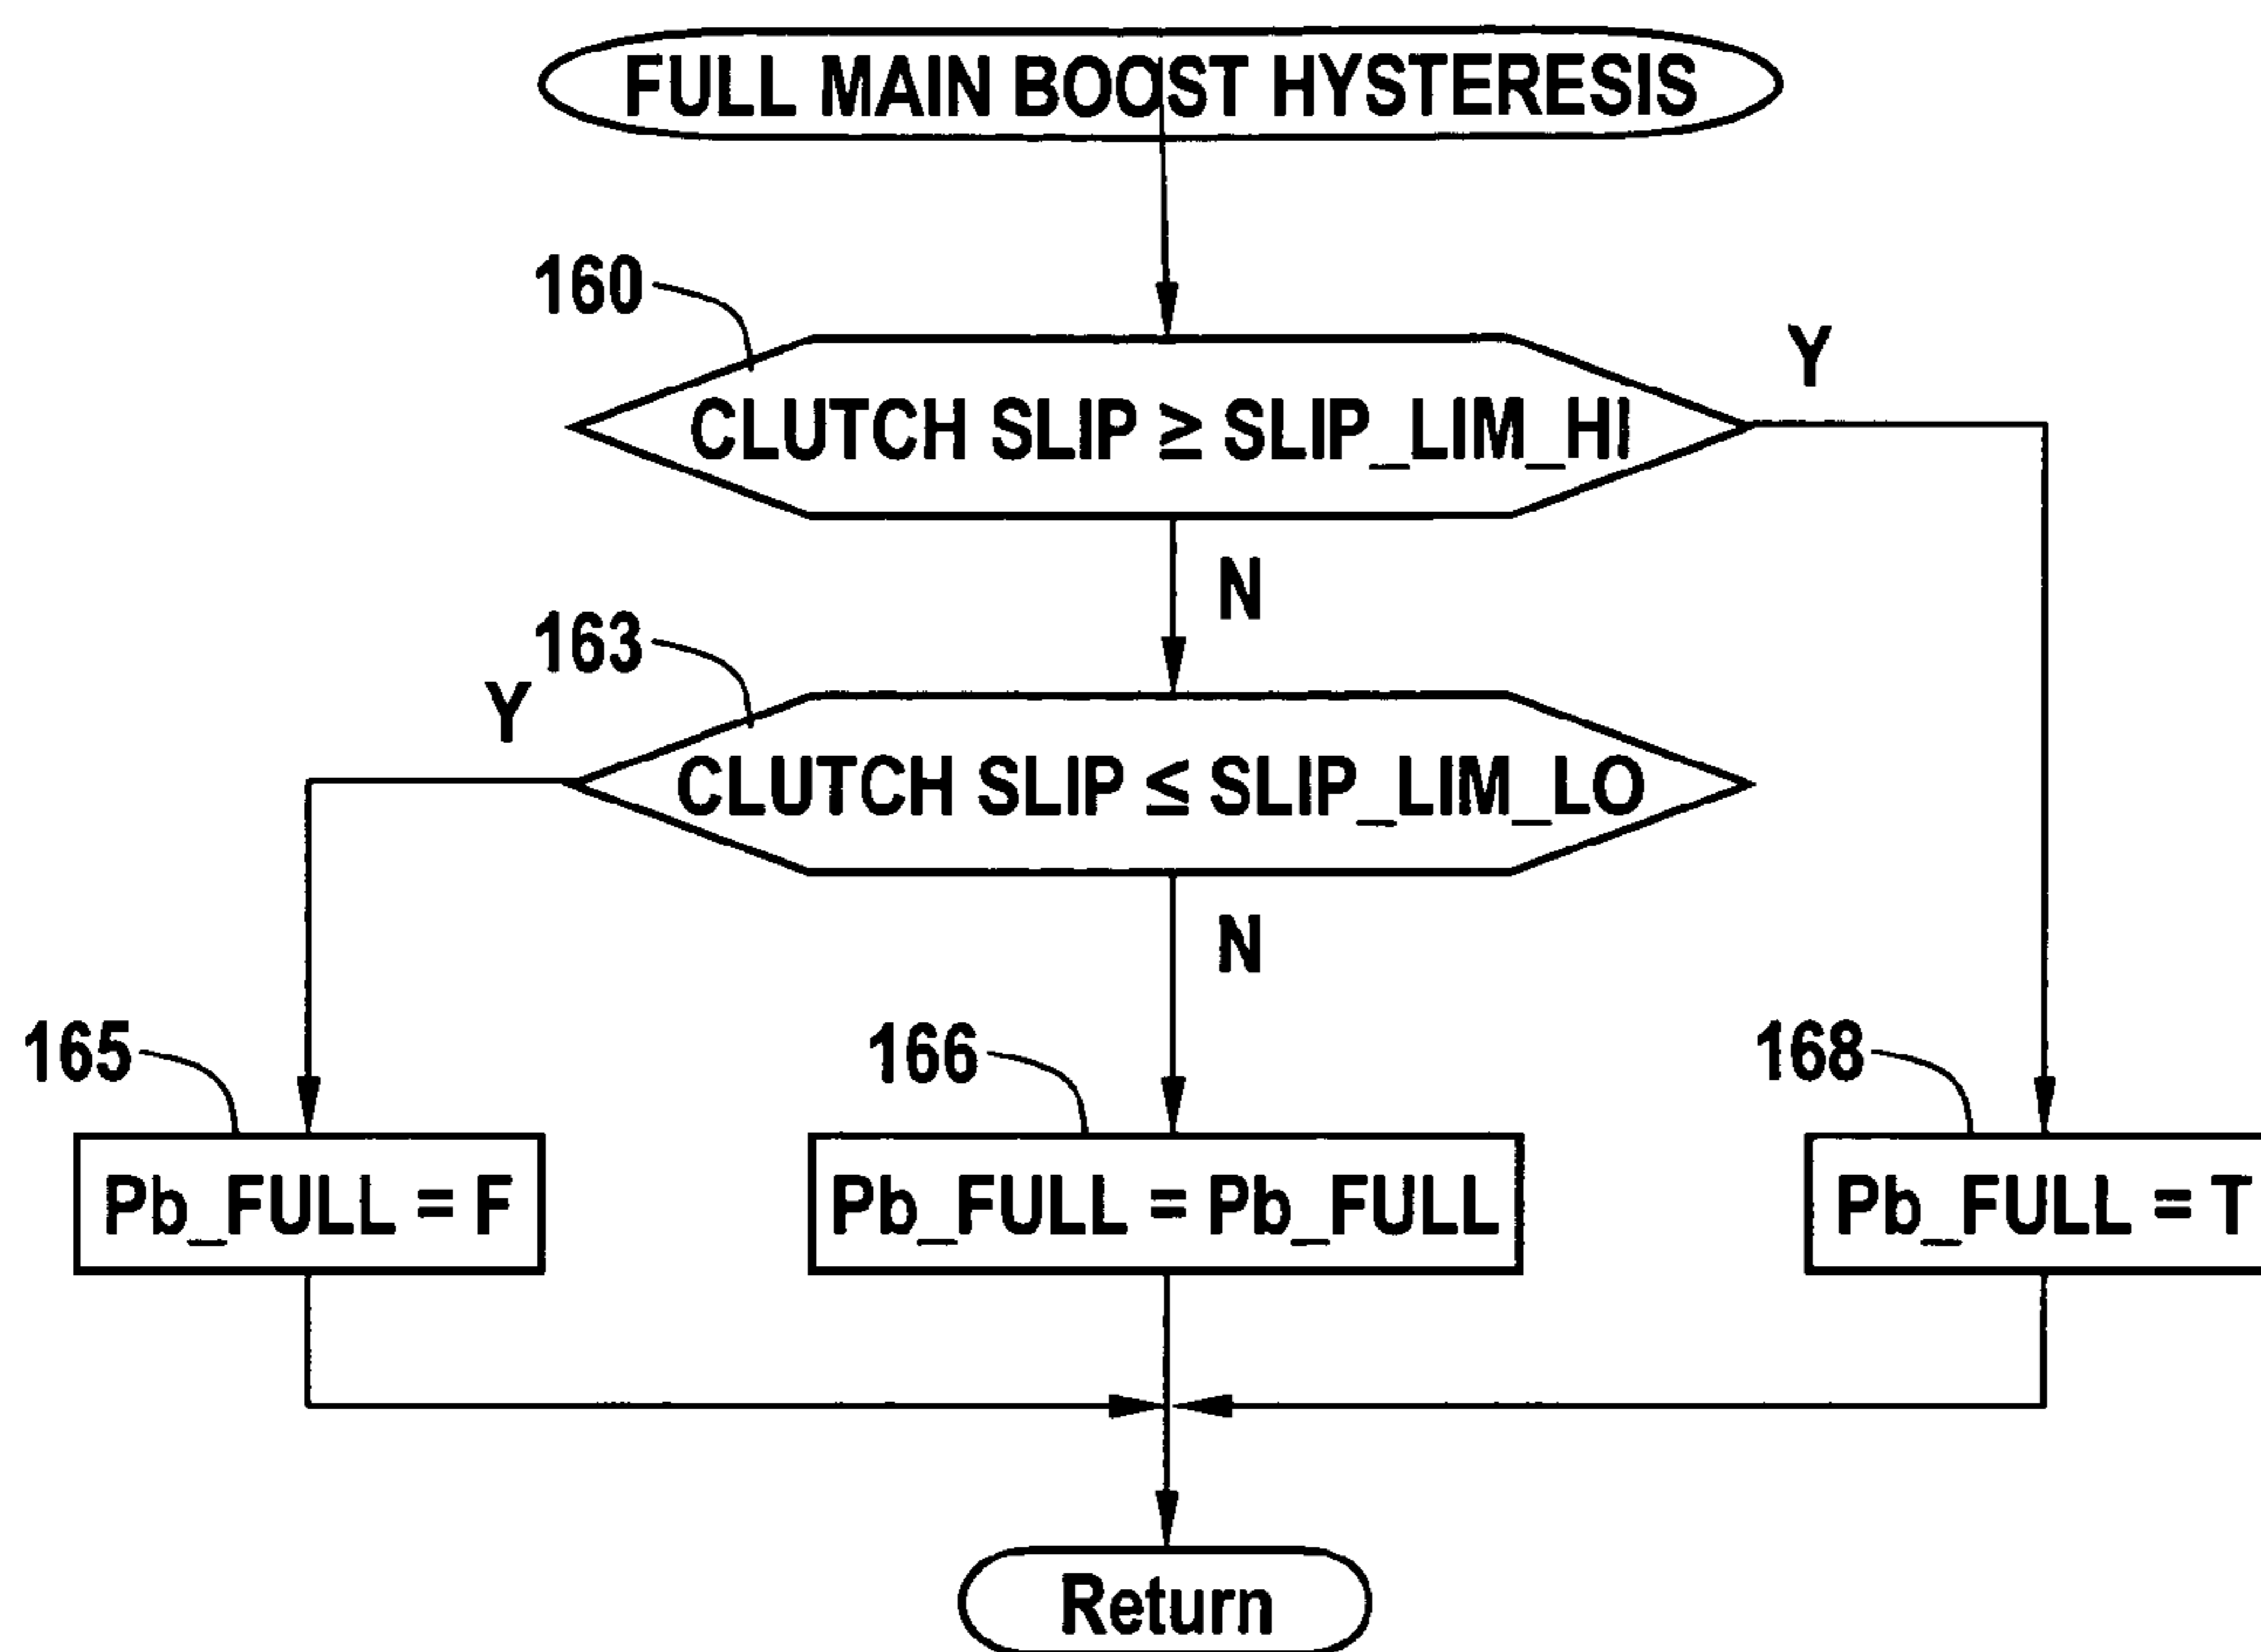 FULL MAIN BOOST HYSTERESIS
160
Y
CLUTCH SLIP ≥ SLIP_LIM_HI
N
163
Y
CLUTCH SLIP ≤ SLIP_LIM_LO
N
165
166
168
Pb_FULL = F
Pb_FULL = Pb_FULL
Pb_FULL = T
Return